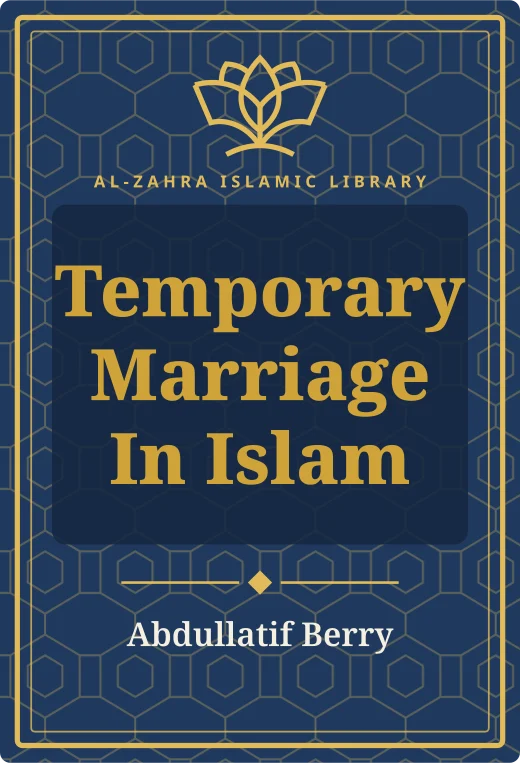 AL-ZAHRA ISLAMIC LIBRARY
Temporary
Marriage
In Islam
Abdullatif Berry